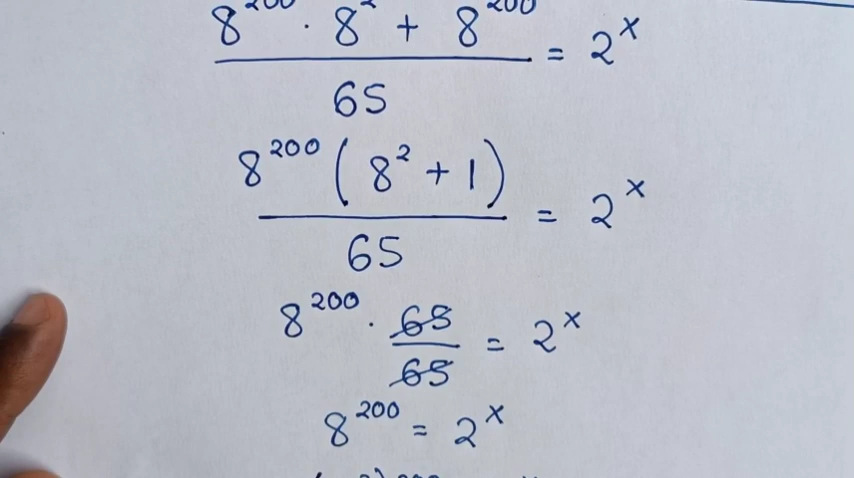 8²⁰⁰ · 8² + 8²⁰⁰ / 65 = 2ˣ
8²⁰⁰ (8² + 1) / 65 = 2ˣ
8²⁰⁰ · 65 / 65 = 2ˣ
8²⁰⁰ = 2ˣ